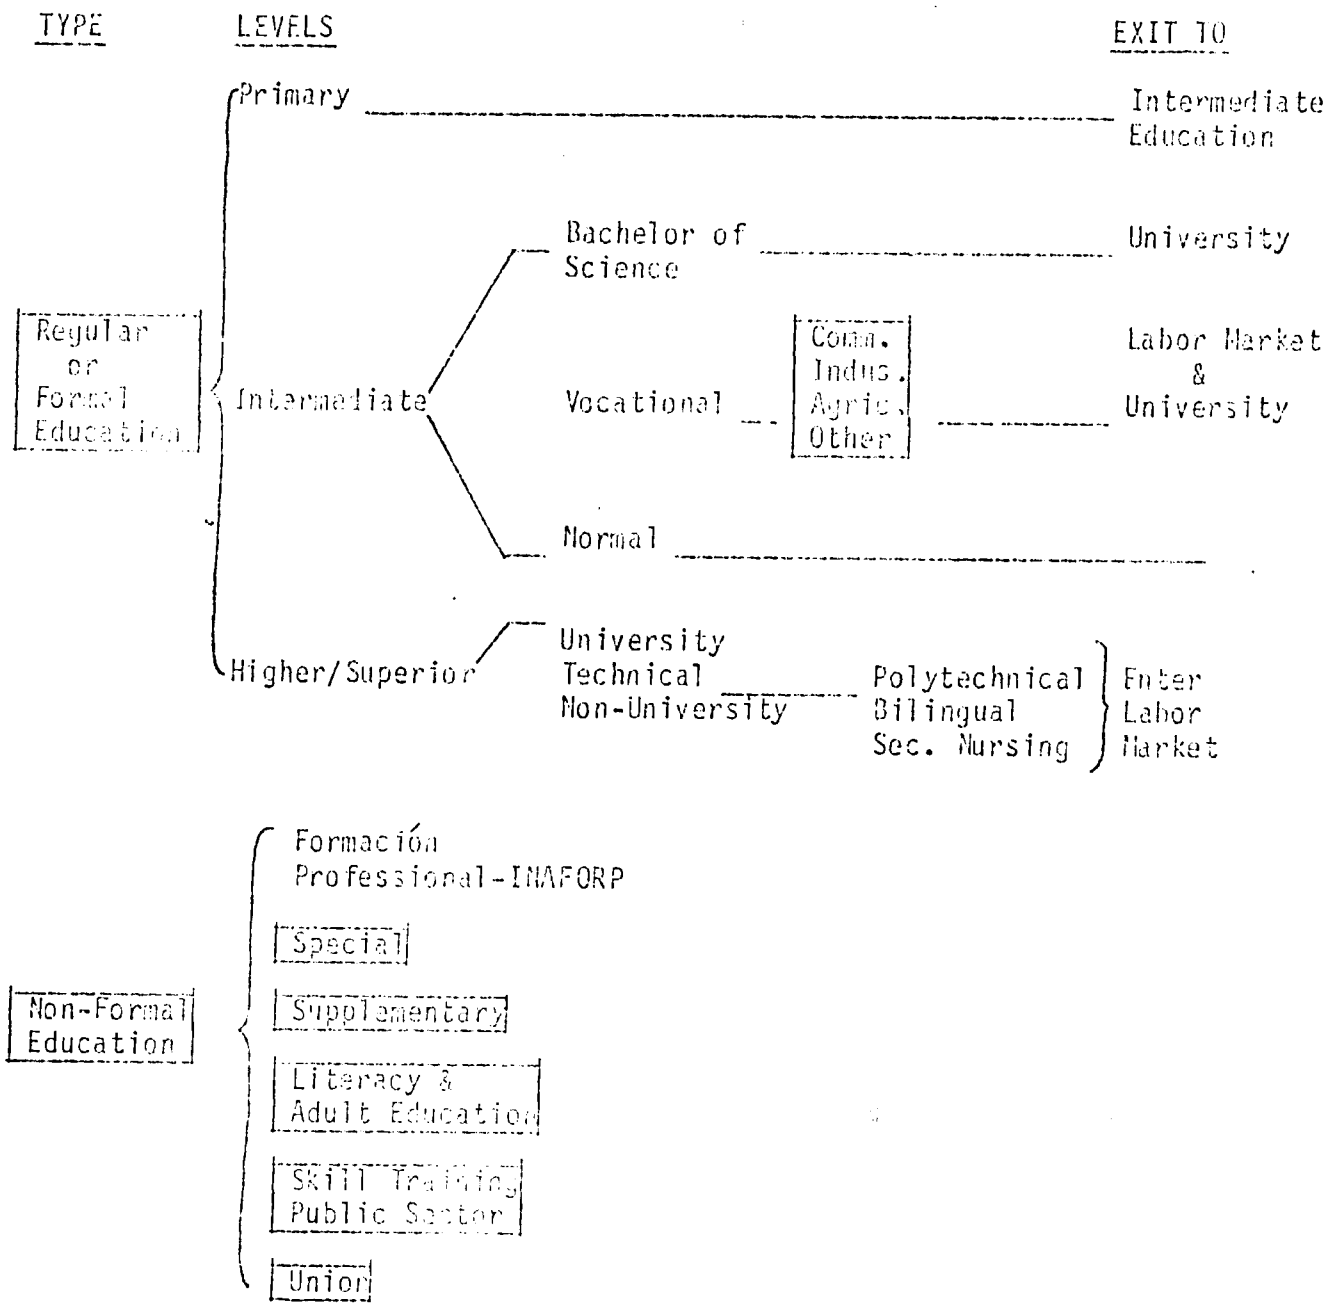 TYPE LEVELS EXIT TO
Primary Intermediate
Education
Bachelor of University
Science
Regular
or
Formal
Education
Comm.
Indus.
Agric.
Other
Labor Market
&
University
Intermediate Vocational
Normal
Higher/Superior
University
Technical
Non-University
Polytechnical
Bilingual
Sec. Nursing
Enter
Labor
Market
Formación
Professional-INAFORP
Special
Supplementary
Non-Formal
Education
Literacy &
Adult Education
Skill Training
Public Sector
Union